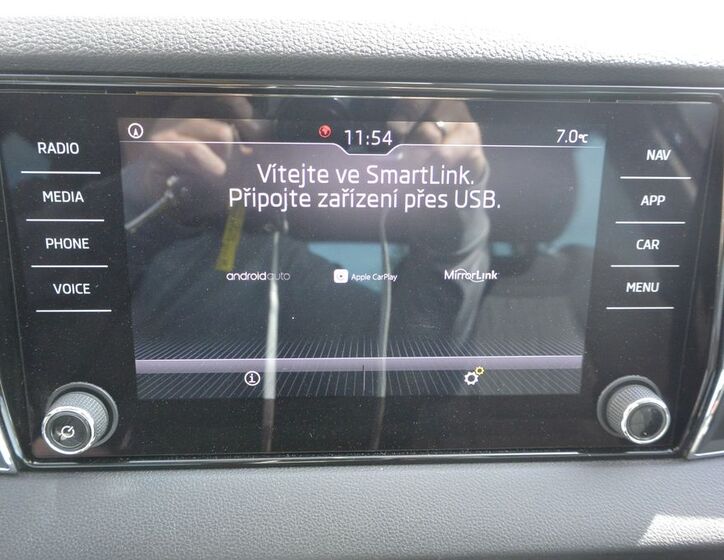 RADIO
MEDIA
PHONE
VOICE
11:54
7.0°C
Vítejte ve SmartLink.
Připojte zařízení přes USB.
androidauto
Apple CarPlay
MirrorLink
NAV
APP
CAR
MENU